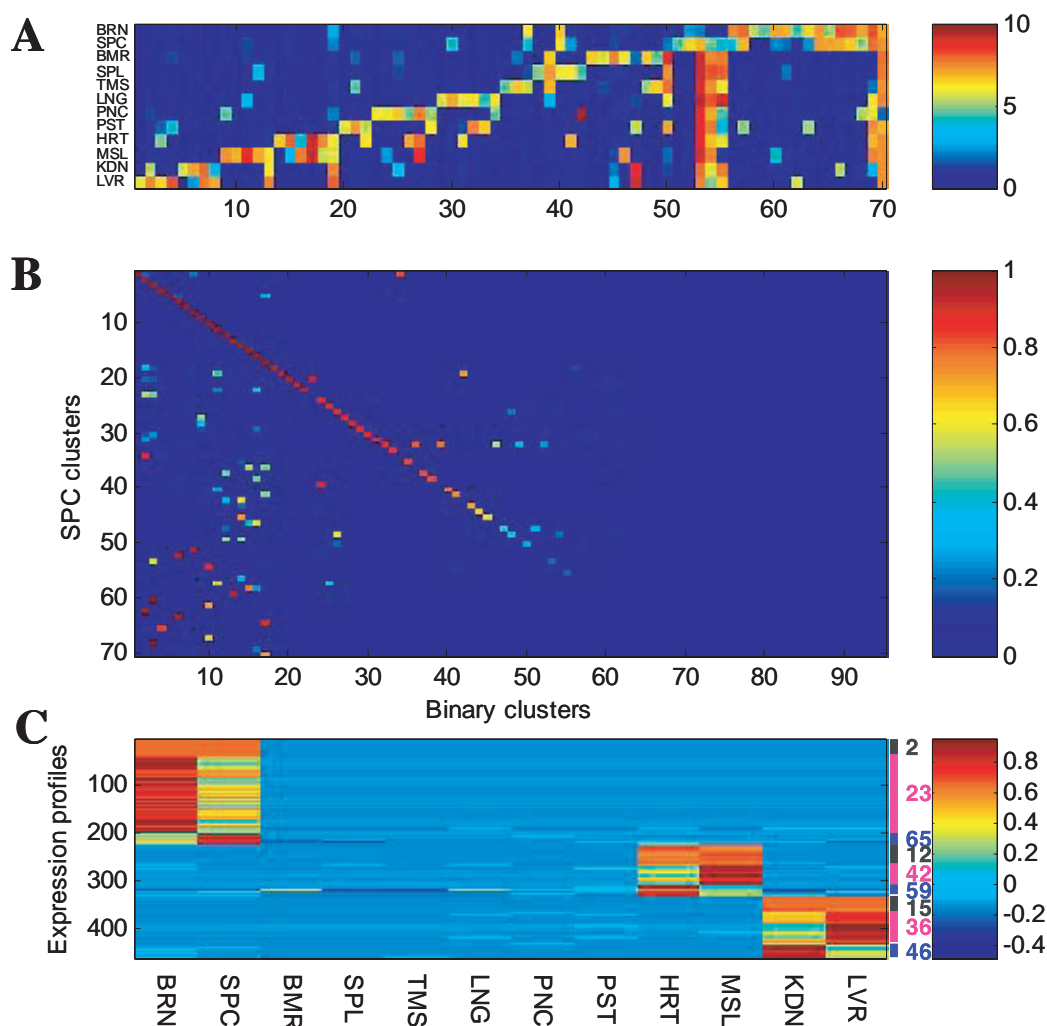 A
BRN
SPC
BMR
SPL
TMS
LNG
PNC
PST
HRT
MSL
KDN
LVR
10 20 30 40 50 60 70
10
5
0
B
SPC clusters
10
20
30
40
50
60
70
10 20 30 40 50 60 70 80 90
Binary clusters
1
0.8
0.6
0.4
0.2
0
C
Expression profiles
100
200
300
400
2
23
65
12
42
59
15
36
46
0.8
0.6
0.4
0.2
0
-0.2
-0.4
BRN SPC BMR SPL TMS LNG PNC PST HRT MSL KDN LVR